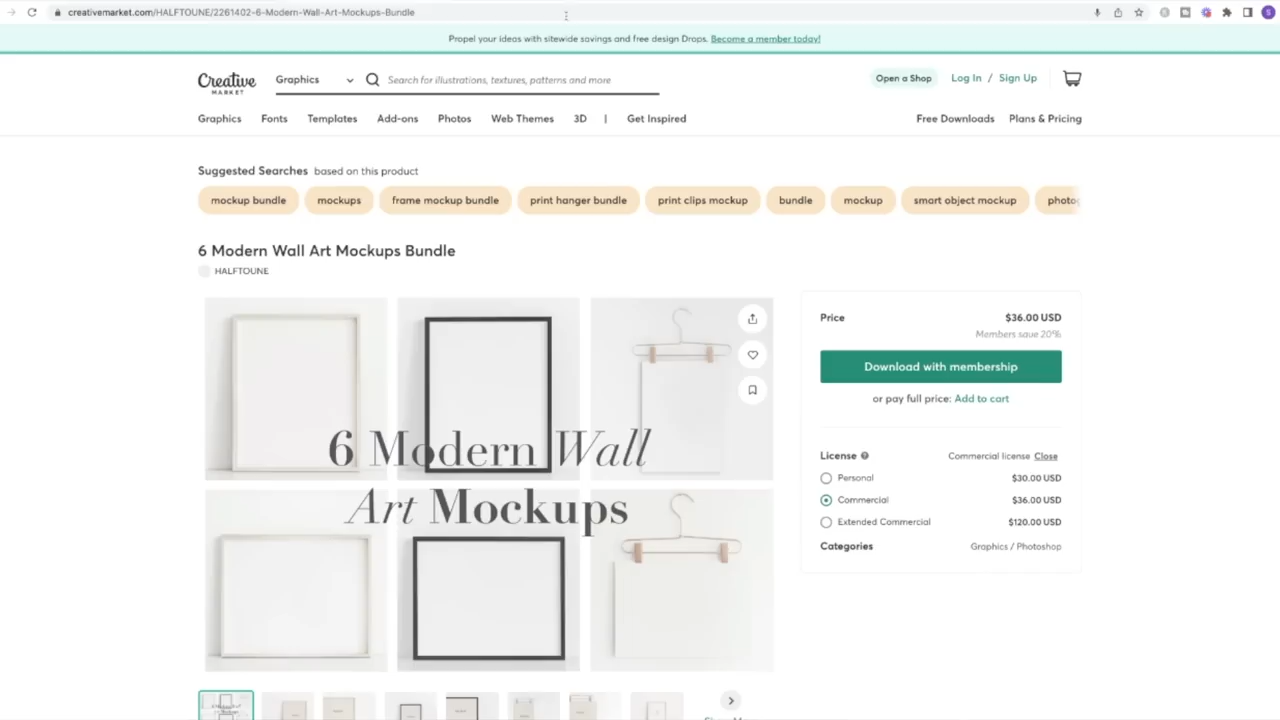 creativemarket.com/HALFTOUNE/2261402-6-Modern-Wall-Art-Mockups-Bundle
S
Propel your ideas with sitewide savings and free design Drops. Become a member today!
Creative
MARKET
Graphics
Search for illustrations, textures, patterns and more
Open a Shop
Log In / Sign Up
Graphics Fonts Templates Add-ons Photos Web Themes 3D | Get Inspired
Free Downloads Plans & Pricing
Suggested Searches based on this product
mockup bundle mockups frame mockup bundle print hanger bundle print clips mockup bundle mockup smart object mockup
6 Modern Wall Art Mockups Bundle
HALFTOUNE
6 Modern Wall
Art Mockups
Price $36.00 USD
Members save 20%
Download with membership
or pay full price: Add to cart
License Commercial license Close
Personal $30.00 USD
Commercial $36.00 USD
Extended Commercial $120.00 USD
Categories Graphics / Photoshop